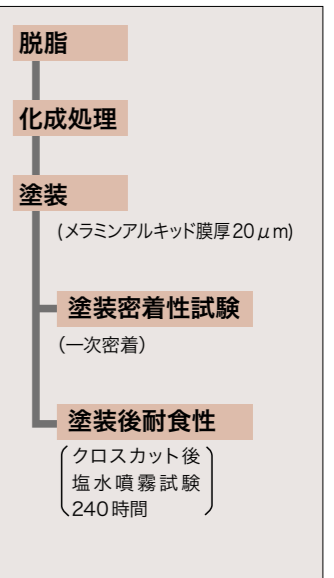 脱脂
化成処理
塗装
(メラミンアルキッド膜厚20μm)
塗装密着性試験
(一次密着)
塗装後耐食性
(クロスカット後
塩水噴霧試験
240時間)